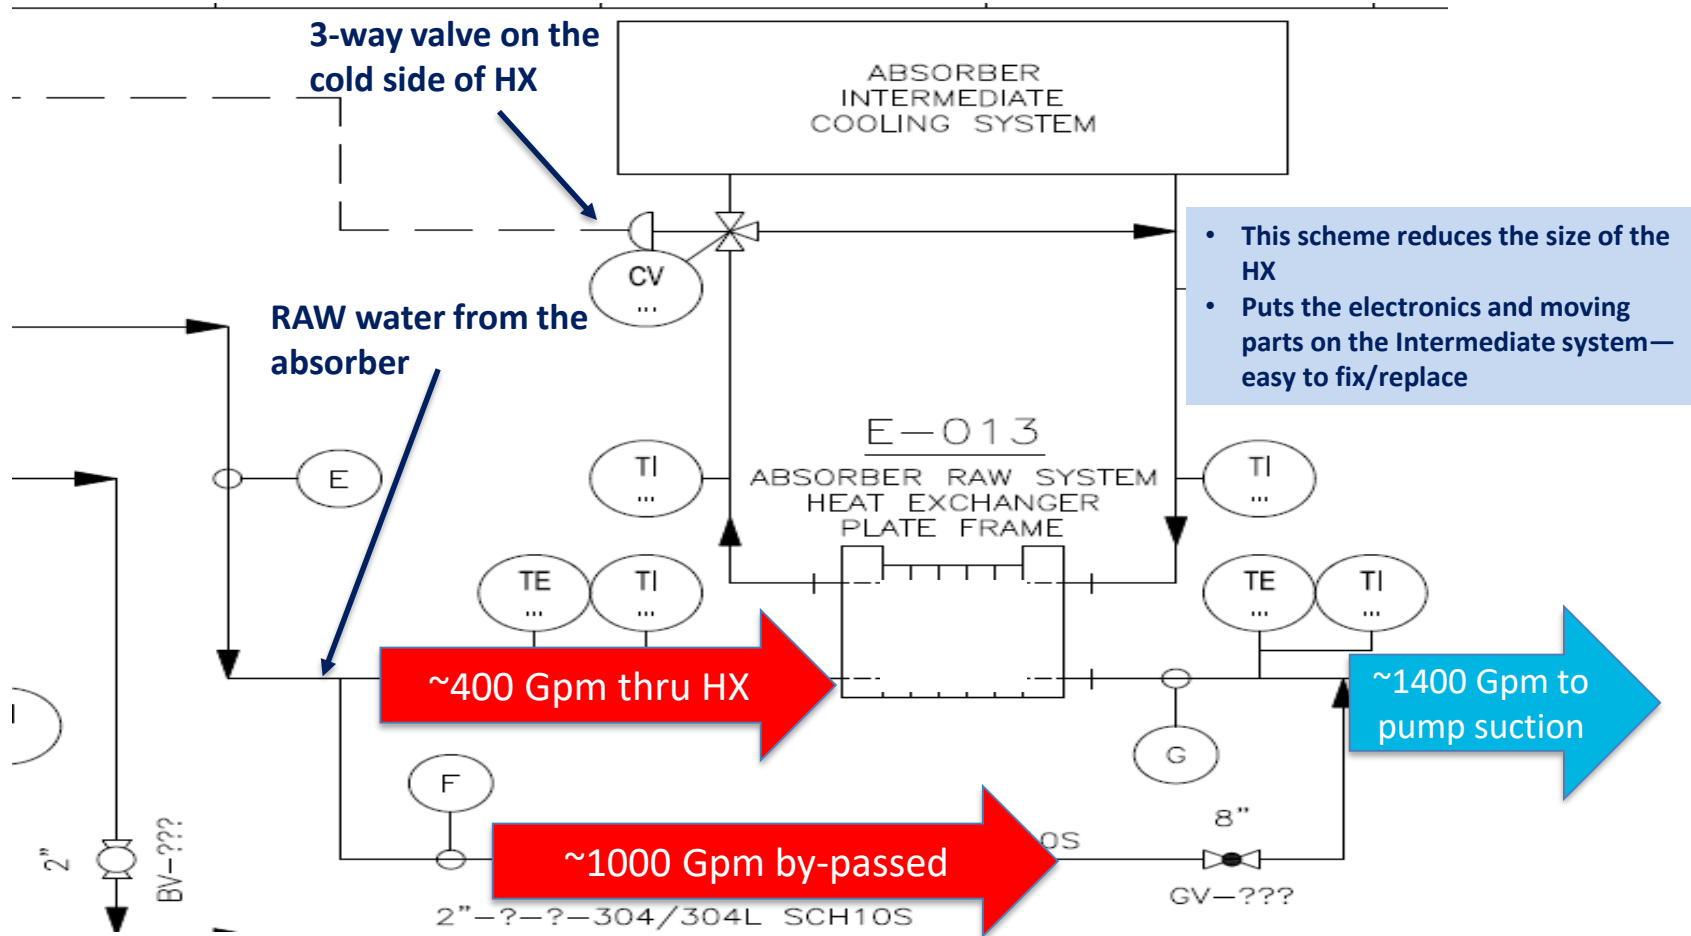 3-way valve on the
cold side of HX
ABSORBER
INTERMEDIATE
COOLING SYSTEM
CV
...
• This scheme reduces the size of the
HX
• Puts the electronics and moving
parts on the Intermediate system—
easy to fix/replace
RAW water from the
absorber
E-013
ABSORBER RAW SYSTEM
HEAT EXCHANGER
PLATE FRAME
E
TI
...
TI
...
TE
...
TI
...
TE
...
TI
...
~400 Gpm thru HX
~1400 Gpm to
pump suction
G
F
8"
~1000 Gpm by-passed
0S
GV-???
2"
BV-???
2"-?-?-304/304L SCH10S